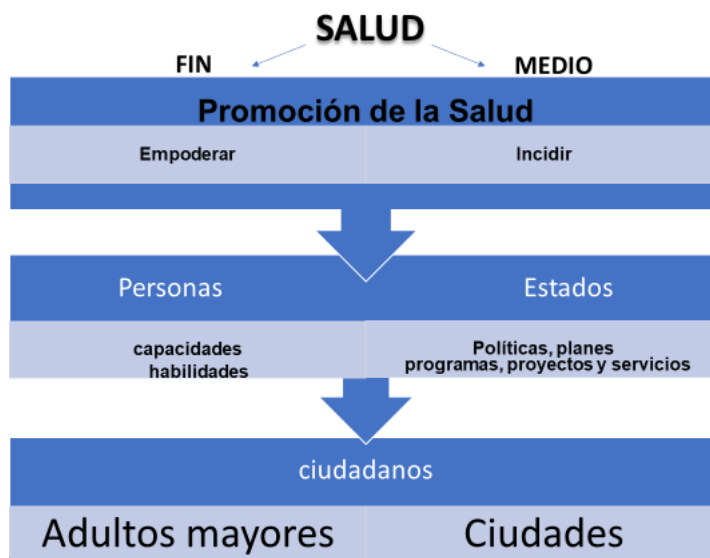 SALUD
FIN
MEDIO
Promoción de la Salud
Empoderar
Incidir
Personas
Estados
capacidades
habilidades
Políticas, planes
programas, proyectos y servicios
ciudadanos
Adultos mayores
Ciudades